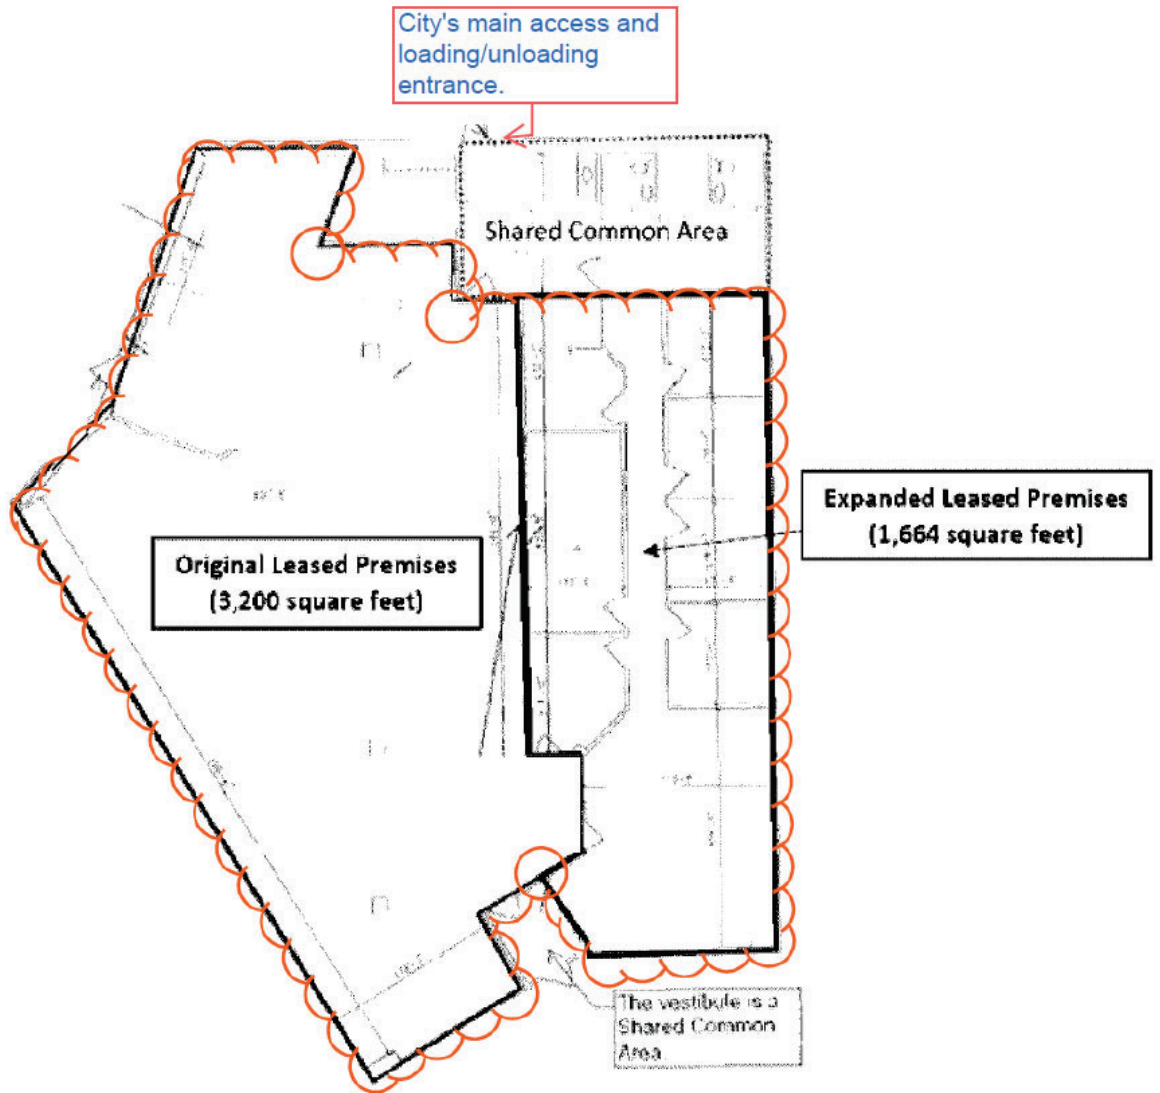 City's main access and
loading/unloading
entrance.
Shared Common Area
Expanded Leased Premises
(1,664 square feet)
Original Leased Premises
(3,200 square feet)
The vestibule is a
Shared Common
Area